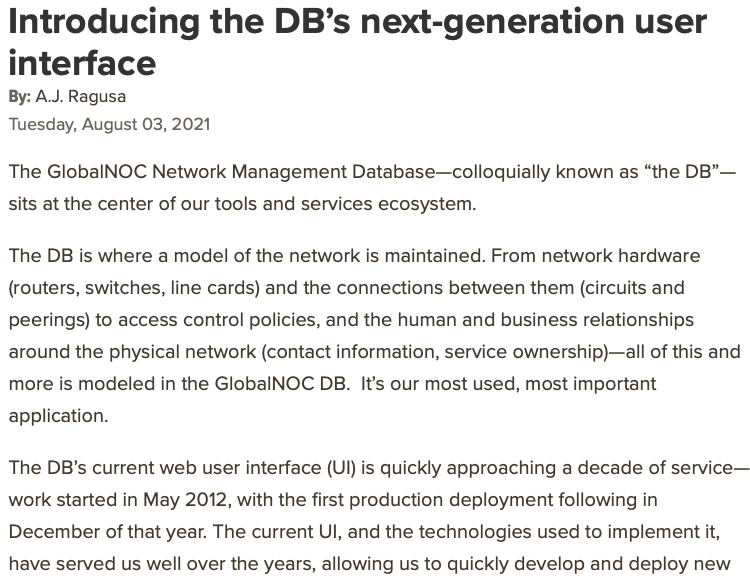 Introducing the DB’s next-generation user
interface
By: A.J. Ragusa
Tuesday, August 03, 2021
The GlobalNOC Network Management Database—colloquially known as “the DB”—
sits at the center of our tools and services ecosystem.
The DB is where a model of the network is maintained. From network hardware
(routers, switches, line cards) and the connections between them (circuits and
peerings) to access control policies, and the human and business relationships
around the physical network (contact information, service ownership)—all of this and
more is modeled in the GlobalNOC DB.  It’s our most used, most important
application.
The DB’s current web user interface (UI) is quickly approaching a decade of service—
work started in May 2012, with the first production deployment following in
December of that year. The current UI, and the technologies used to implement it,
have served us well over the years, allowing us to quickly develop and deploy new